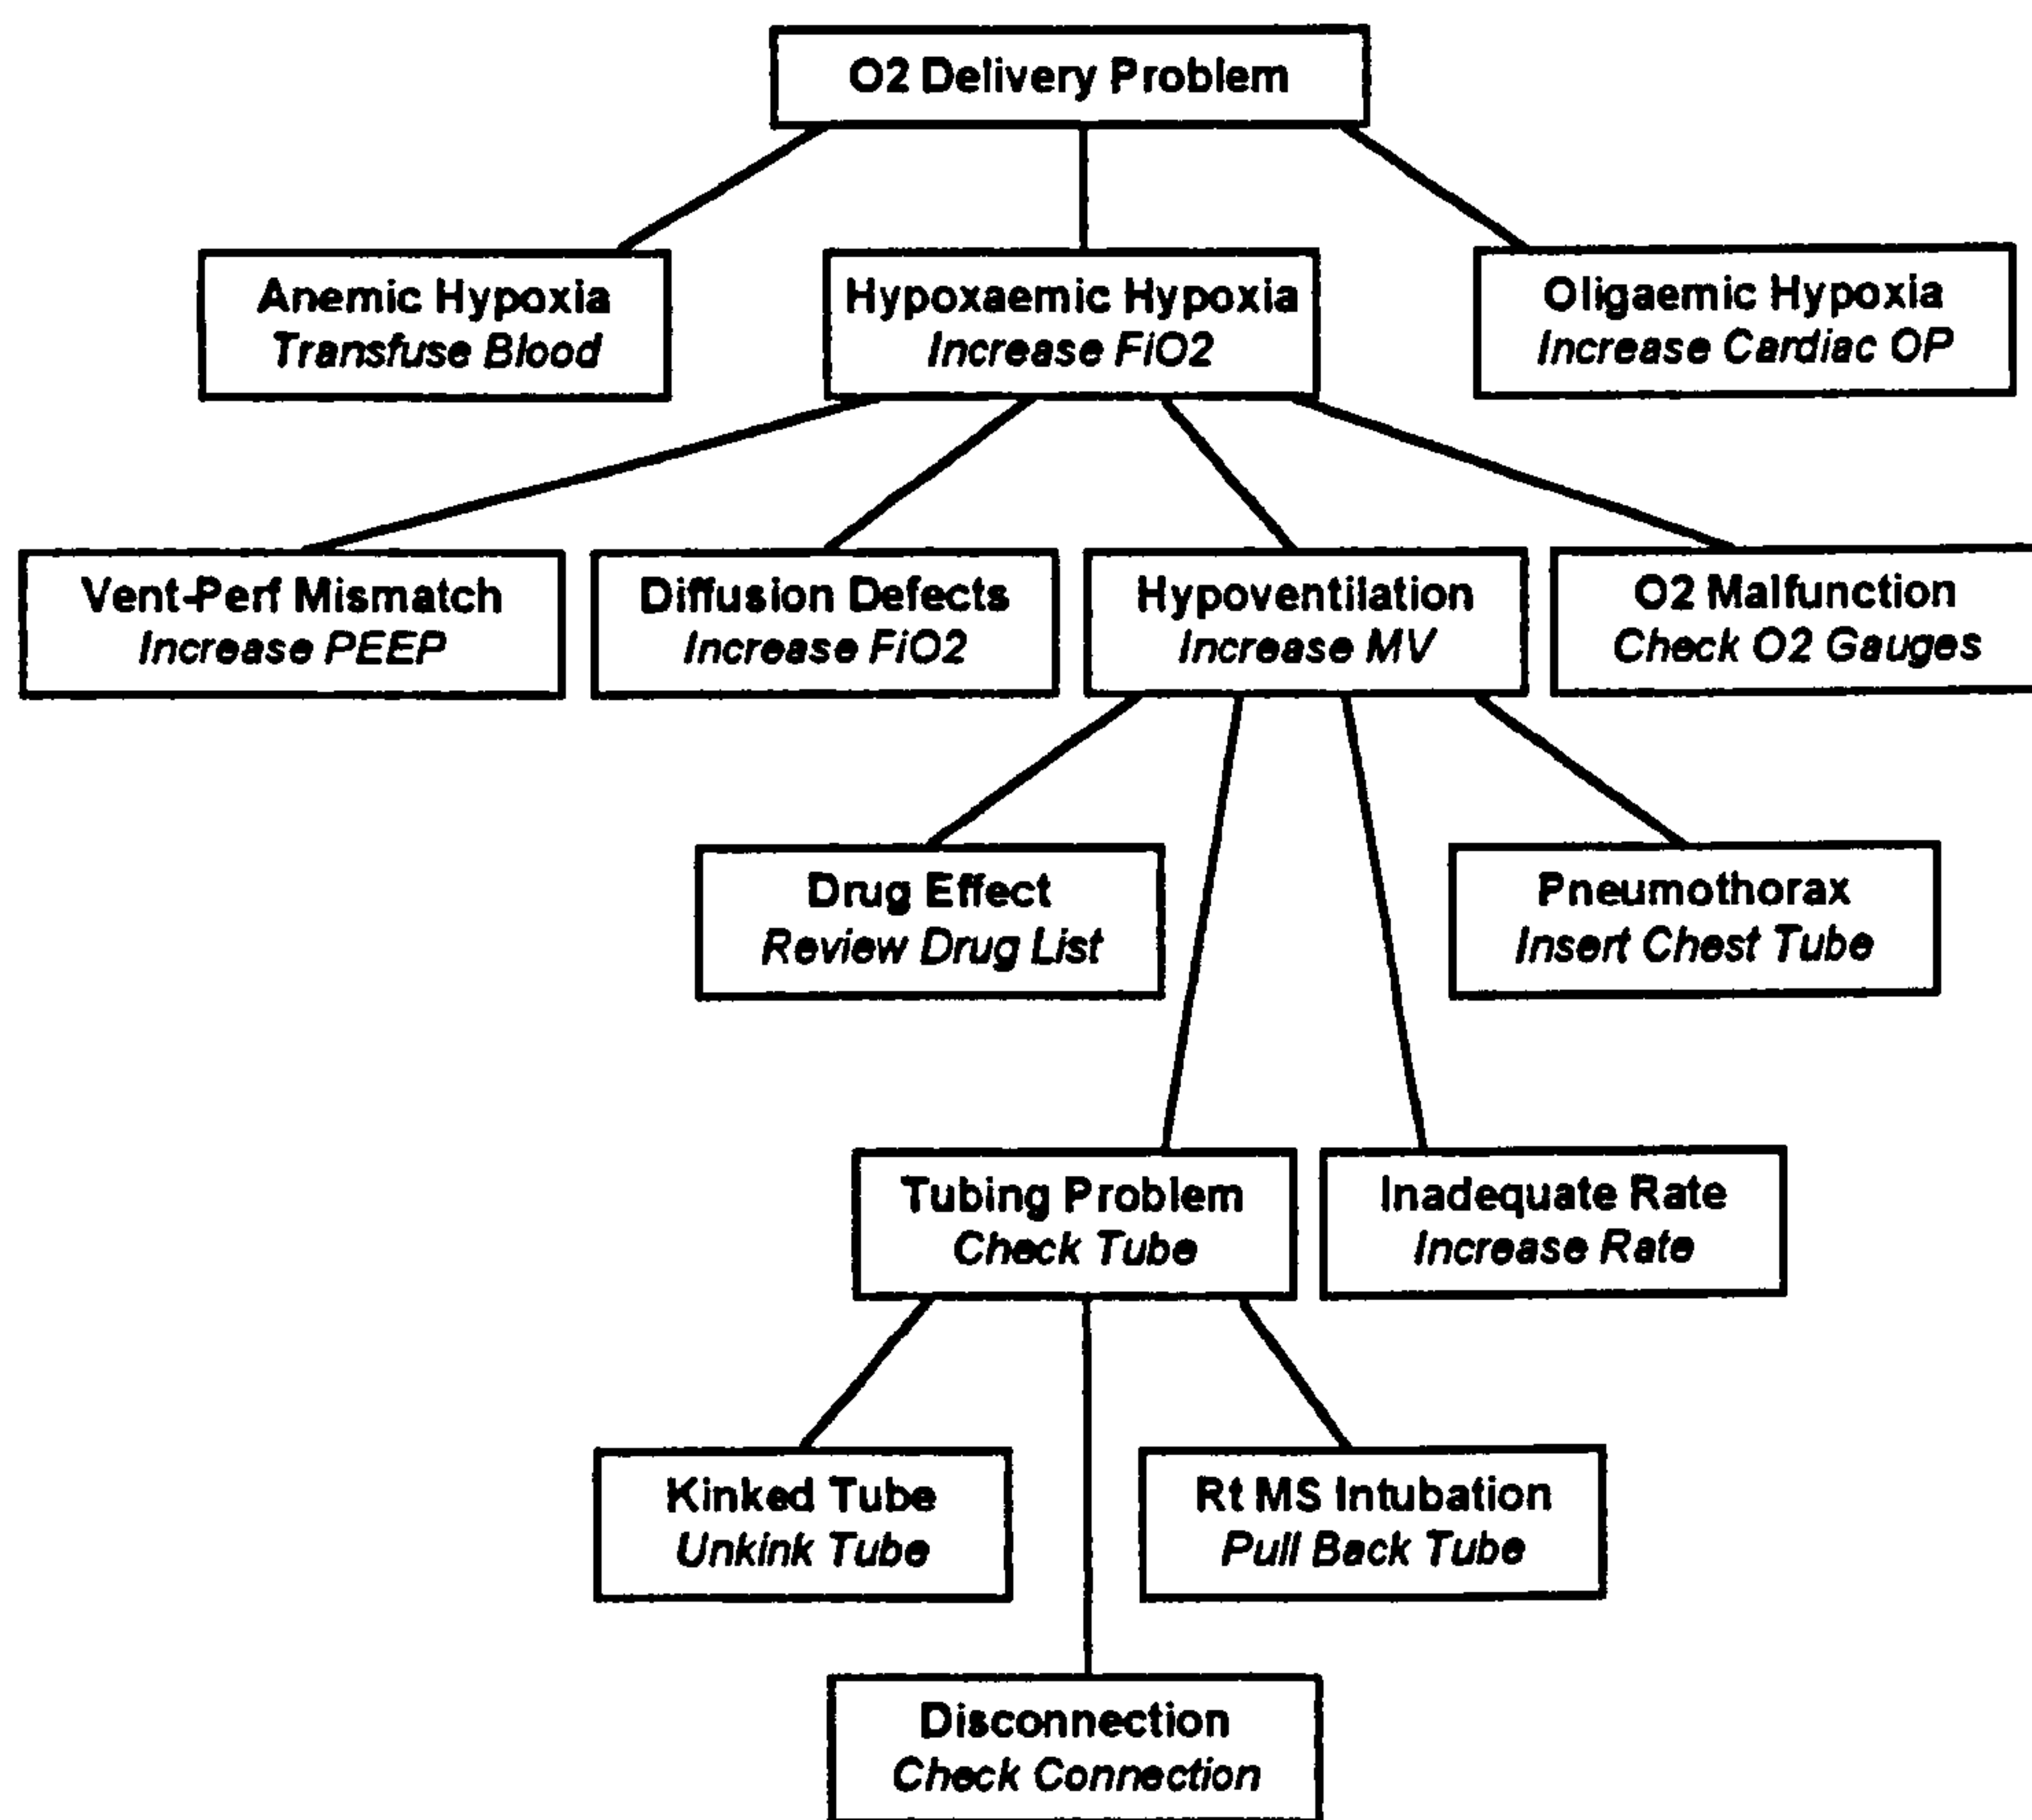 O2 Delivery Problem
Anemic Hypoxia
Transfuse Blood
Hypoxaemic Hypoxia
Increase FiO2
Oligaemic Hypoxia
Increase Cardiac OP
Vent-Perf Mismatch
Increase PEEP
Diffusion Defects
Increase FiO2
Hypoventilation
Increase MV
O2 Malfunction
Check O2 Gauges
Drug Effect
Review Drug List
Pneumothorax
Insert Chest Tube
Tubing Problem
Check Tube
Inadequate Rate
Increase Rate
Kinked Tube
Unkink Tube
Rt MS Intubation
Pull Back Tube
Disconnection
Check Connection